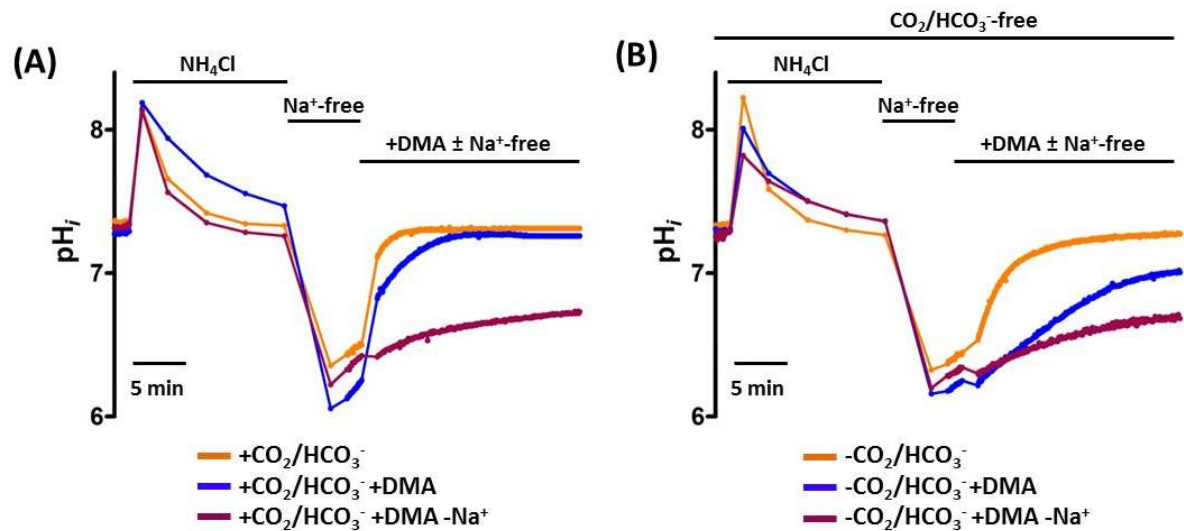 (A)
NH₄Cl
Na⁺-free
+DMA ± Na⁺-free
8
7
6
pHᵢ
5 min
+CO₂/HCO₃⁻
+CO₂/HCO₃⁻ +DMA
+CO₂/HCO₃⁻ +DMA -Na⁺
(B)
CO₂/HCO₃⁻-free
NH₄Cl
Na⁺-free
+DMA ± Na⁺-free
8
7
6
pHᵢ
5 min
-CO₂/HCO₃⁻
-CO₂/HCO₃⁻ +DMA
-CO₂/HCO₃⁻ +DMA -Na⁺